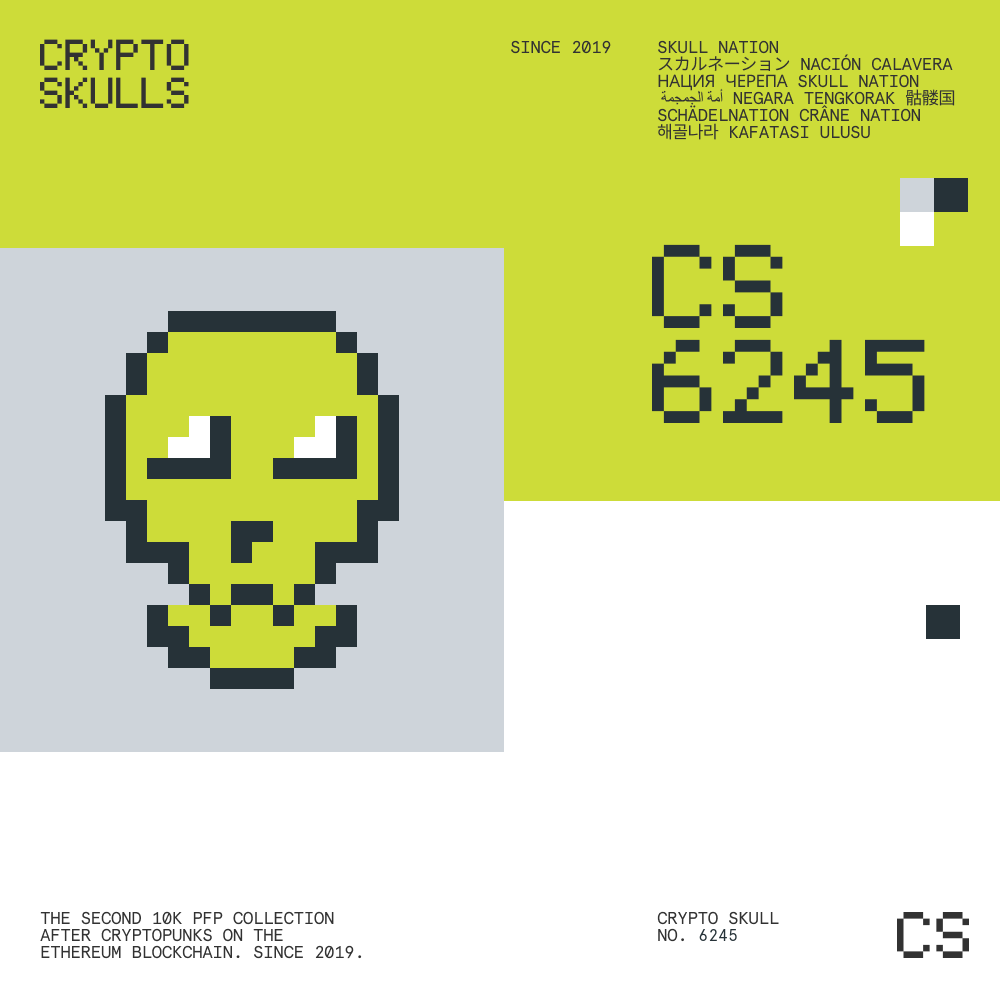 CRYPTO
SKULLS
SINCE 2019
SKULL NATION
スカルネーション NACIÓN CALAVERA
НАЦИЯ ЧЕРЕПА SKULL NATION
أمة الجمجمة NEGARA TENGKORAK 骷髅国
SCHÄDELNATION CRÂNE NATION
해골나라 KAFATASI ULUSU
CS
6245
THE SECOND 10K PFP COLLECTION
AFTER CRYPTOPUNKS ON THE
ETHEREUM BLOCKCHAIN. SINCE 2019.
CRYPTO SKULL
NO. 6245
CS